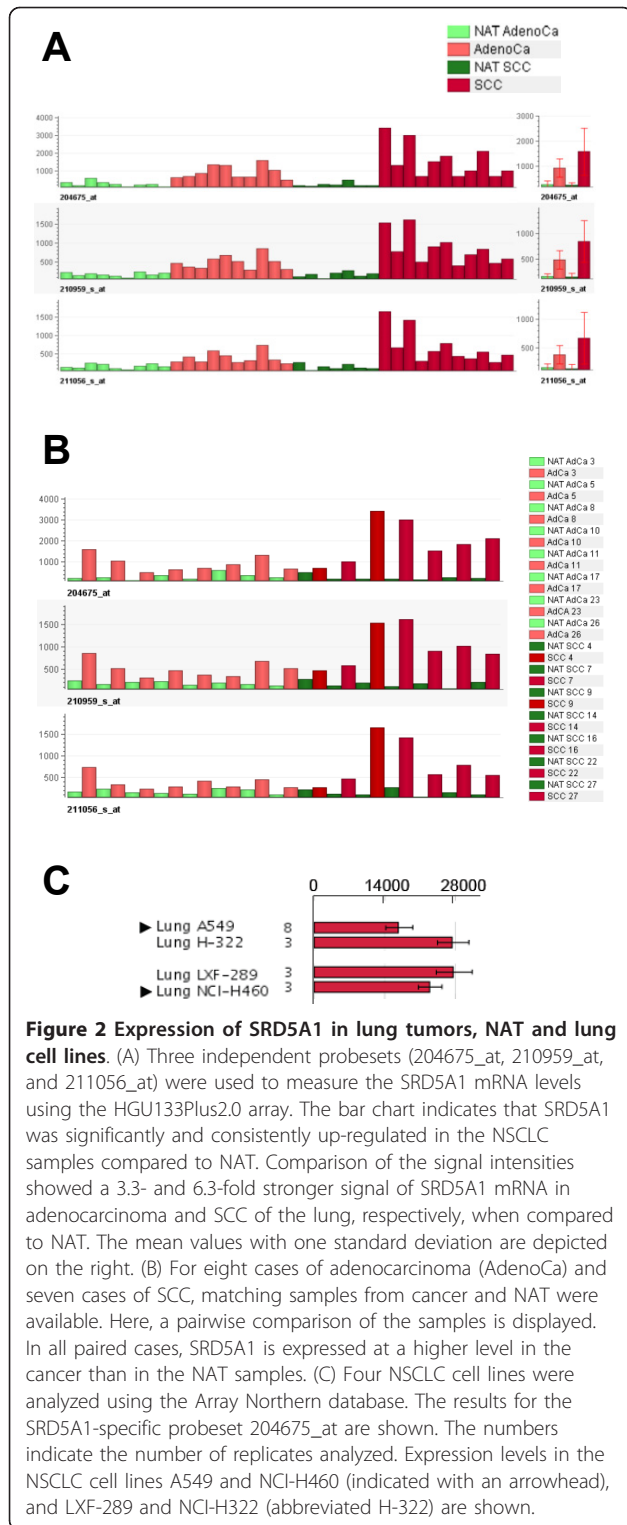 A
NAT AdenoCa
AdenoCa
NAT SCC
SCC
4000
3000
2000
1000
204675_at
3000
2000
1000
204675_at
1500
1000
500
210959_s_at
1000
500
210959_s_at
1500
1000
500
211056_s_at
1000
500
211056_s_at
B
4000
3000
2000
1000
204675_at
1500
1000
500
210959_s_at
1500
1000
500
211056_s_at
NAT AdCa 3
AdCa 3
NAT AdCa 5
AdCa 5
NAT AdCa 8
AdCa 8
NAT AdCa 10
AdCa 10
NAT AdCa 11
AdCa 11
NAT AdCa 17
AdCa 17
NAT AdCa 23
AdCA 23
NAT AdCa 26
AdCa 26
NAT SCC 4
SCC 4
NAT SCC 7
SCC 7
NAT SCC 9
SCC 9
NAT SCC 14
SCC 14
NAT SCC 16
SCC 16
NAT SCC 22
SCC 22
NAT SCC 27
SCC 27
C
0 14000 28000
▶ Lung A549 8
Lung H-322 3
Lung LXF-289 3
▶ Lung NCI-H460 3
Figure 2 Expression of SRD5A1 in lung tumors, NAT and lung
cell lines. (A) Three independent probesets (204675_at, 210959_at,
and 211056_at) were used to measure the SRD5A1 mRNA levels
using the HGU133Plus2.0 array. The bar chart indicates that SRD5A1
was significantly and consistently up-regulated in the NSCLC
samples compared to NAT. Comparison of the signal intensities
showed a 3.3- and 6.3-fold stronger signal of SRD5A1 mRNA in
adenocarcinoma and SCC of the lung, respectively, when compared
to NAT. The mean values with one standard deviation are depicted
on the right. (B) For eight cases of adenocarcinoma (AdenoCa) and
seven cases of SCC, matching samples from cancer and NAT were
available. Here, a pairwise comparison of the samples is displayed.
In all paired cases, SRD5A1 is expressed at a higher level in the
cancer than in the NAT samples. (C) Four NSCLC cell lines were
analyzed using the Array Northern database. The results for the
SRD5A1-specific probeset 204675_at are shown. The numbers
indicate the number of replicates analyzed. Expression levels in the
NSCLC cell lines A549 and NCI-H460 (indicated with an arrowhead),
and LXF-289 and NCI-H322 (abbreviated H-322) are shown.